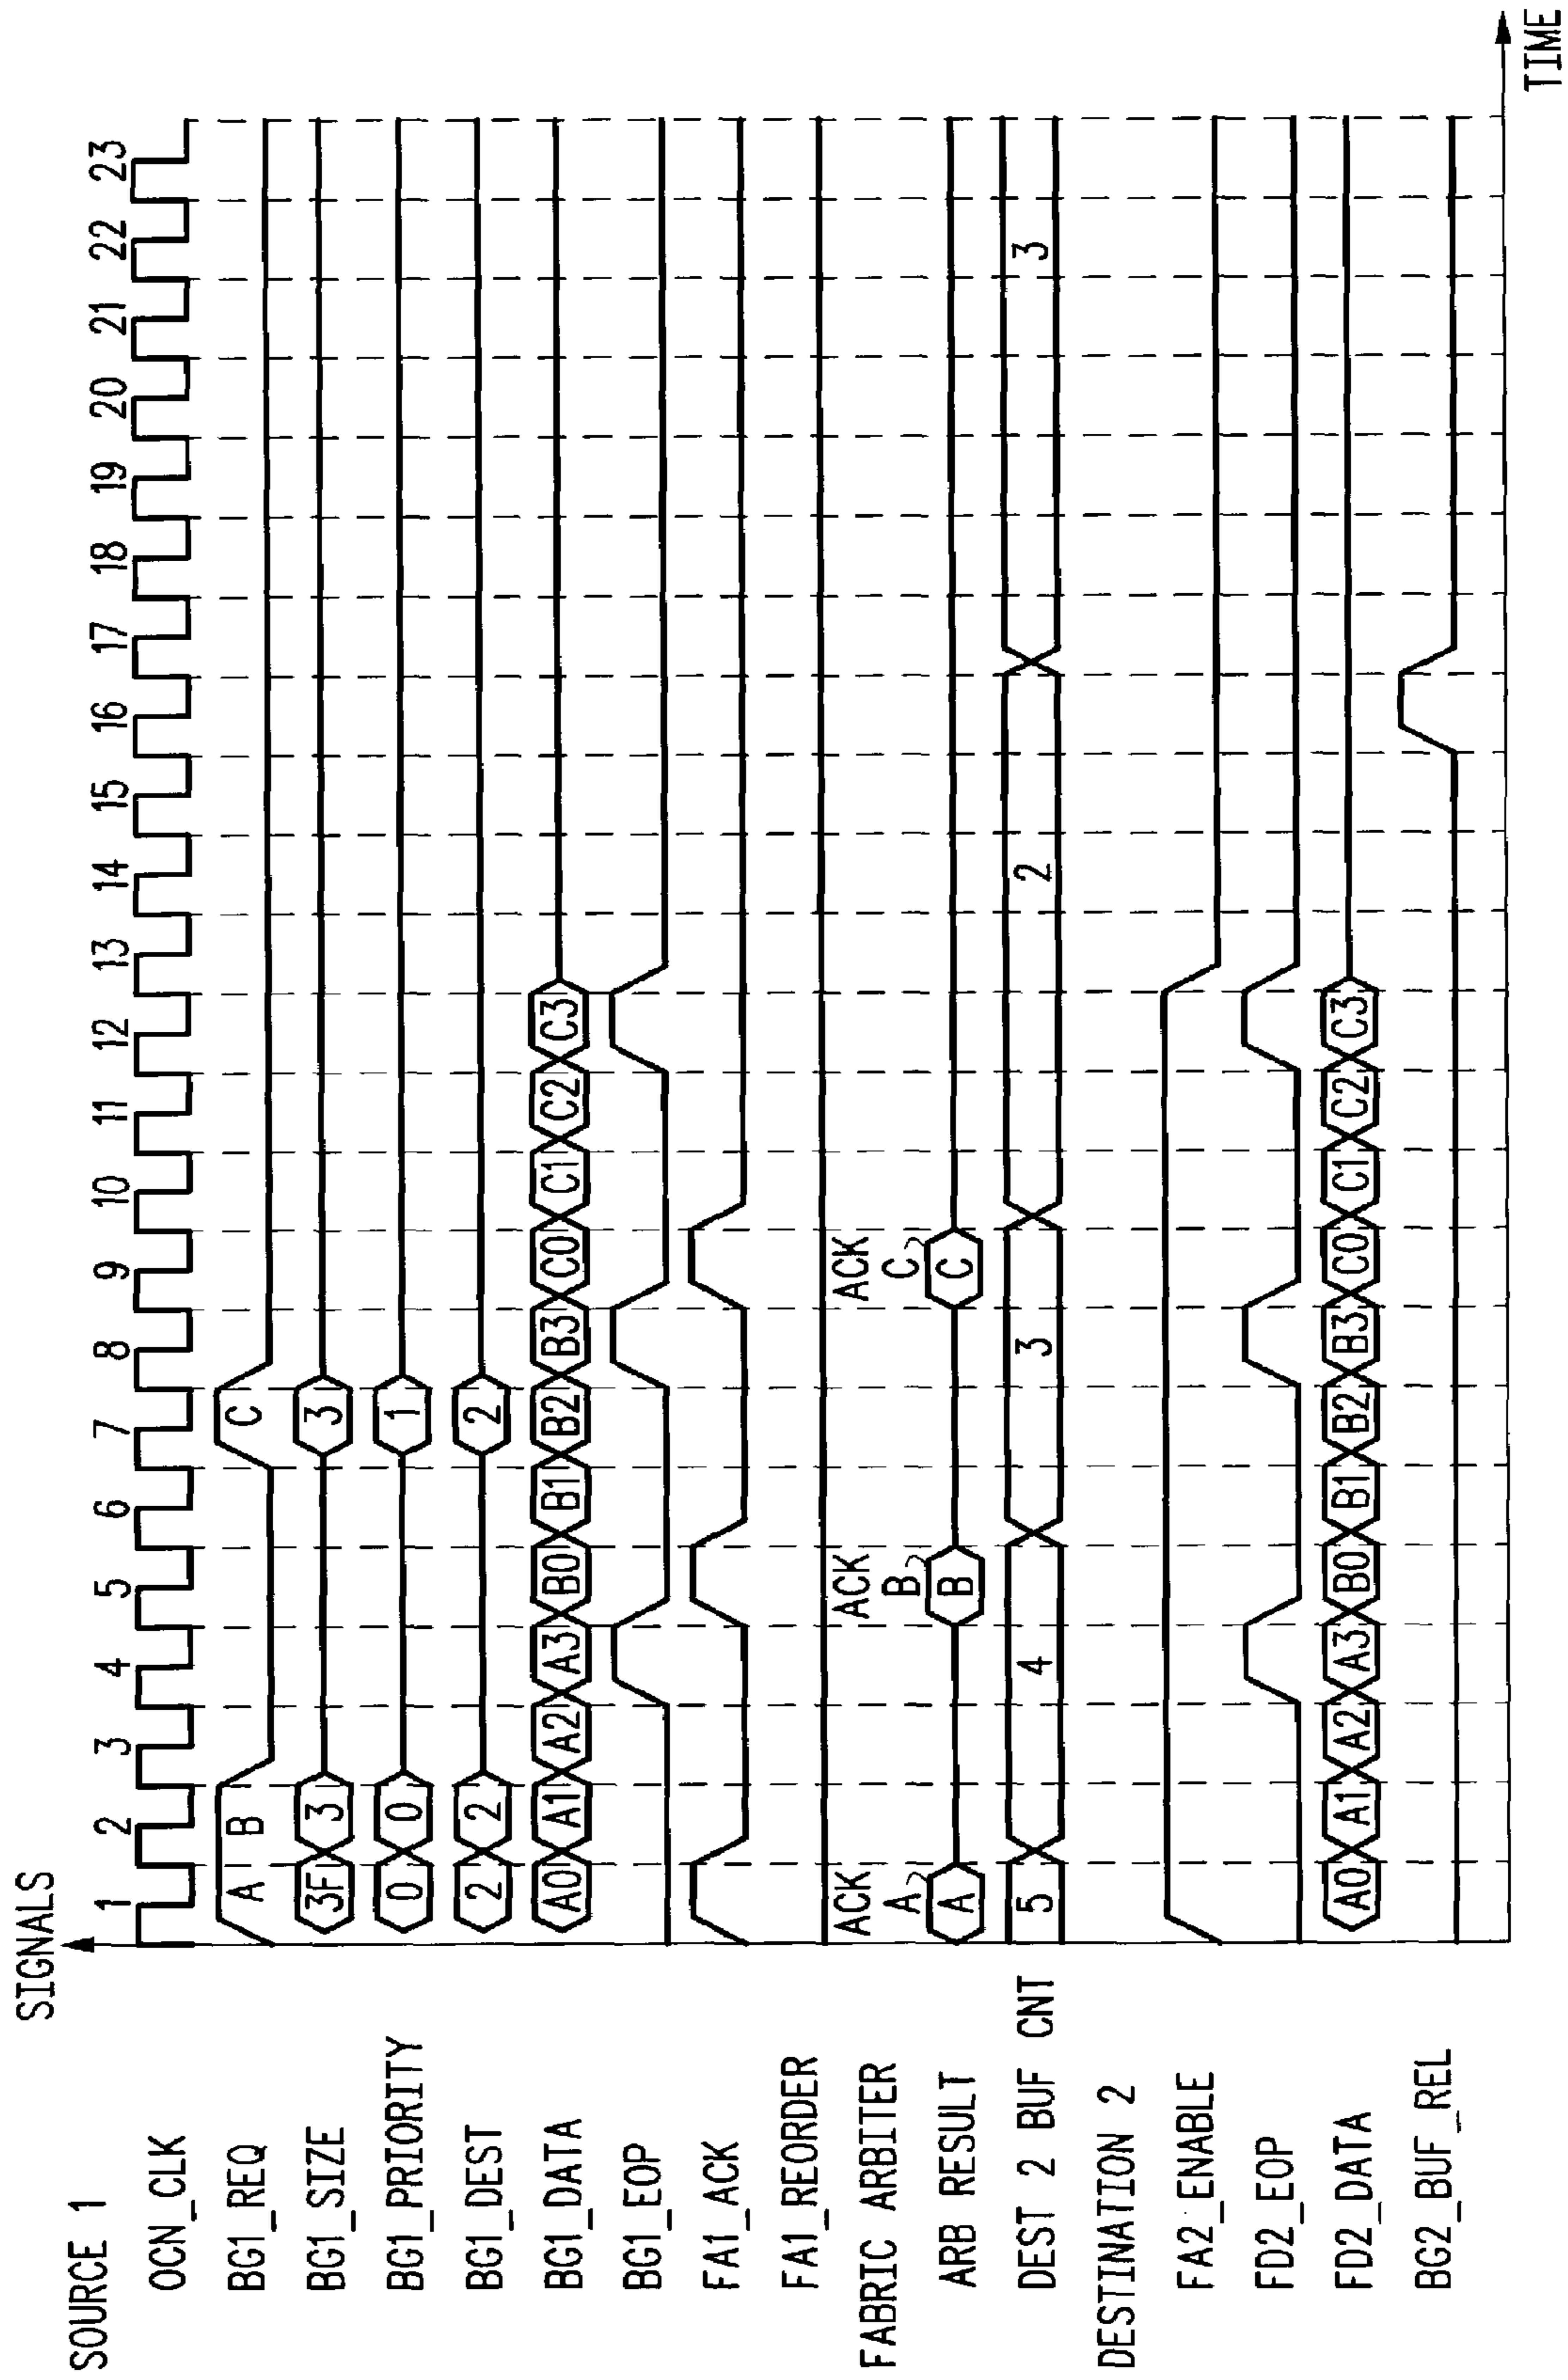 SIGNALS
SOURCE 1
1 2 3 4 5 6 7 8 9 10 11 12 13 14 15 16 17 18 19 20 21 22 23
OCN_CLK
BG1_REQ A B C
BG1_SIZE 3F 3 3
BG1_PRIORITY 0 0 1
BG1_DEST 2 2 2
BG1_DATA A0 A1 A2 A3 B0 B1 B2 B3 C0 C1 C2 C3
BG1_EOP
FA1_ACK
FA1_REORDER
FABRIC ARBITER ACK ACK ACK
A B C
ARB RESULT A B C
DEST 2 BUF CNT 5 4 3 2 3
DESTINATION 2
FA2_ENABLE
FD2_EOP
FD2_DATA A0 A1 A2 A3 B0 B1 B2 B3 C0 C1 C2 C3
BG2_BUF_REL
TIME